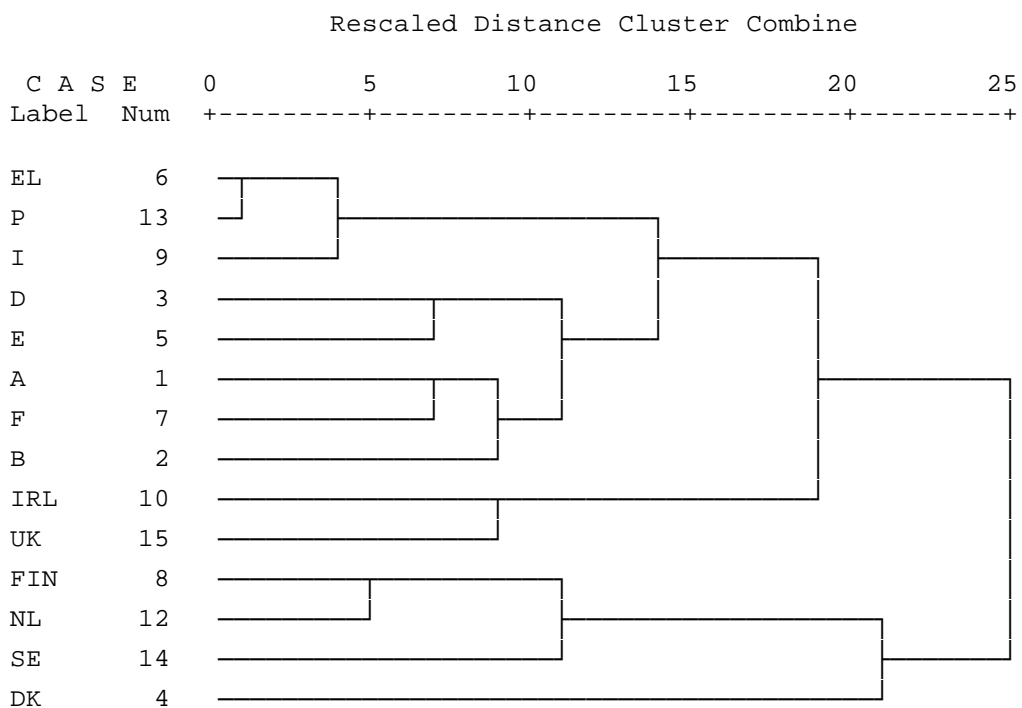 Rescaled Distance Cluster Combine
C A S E 0 5 10 15 20 25
Label Num +---------+---------+---------+---------+---------+
EL 6
P 13
I 9
D 3
E 5
A 1
F 7
B 2
IRL 10
UK 15
FIN 8
NL 12
SE 14
DK 4